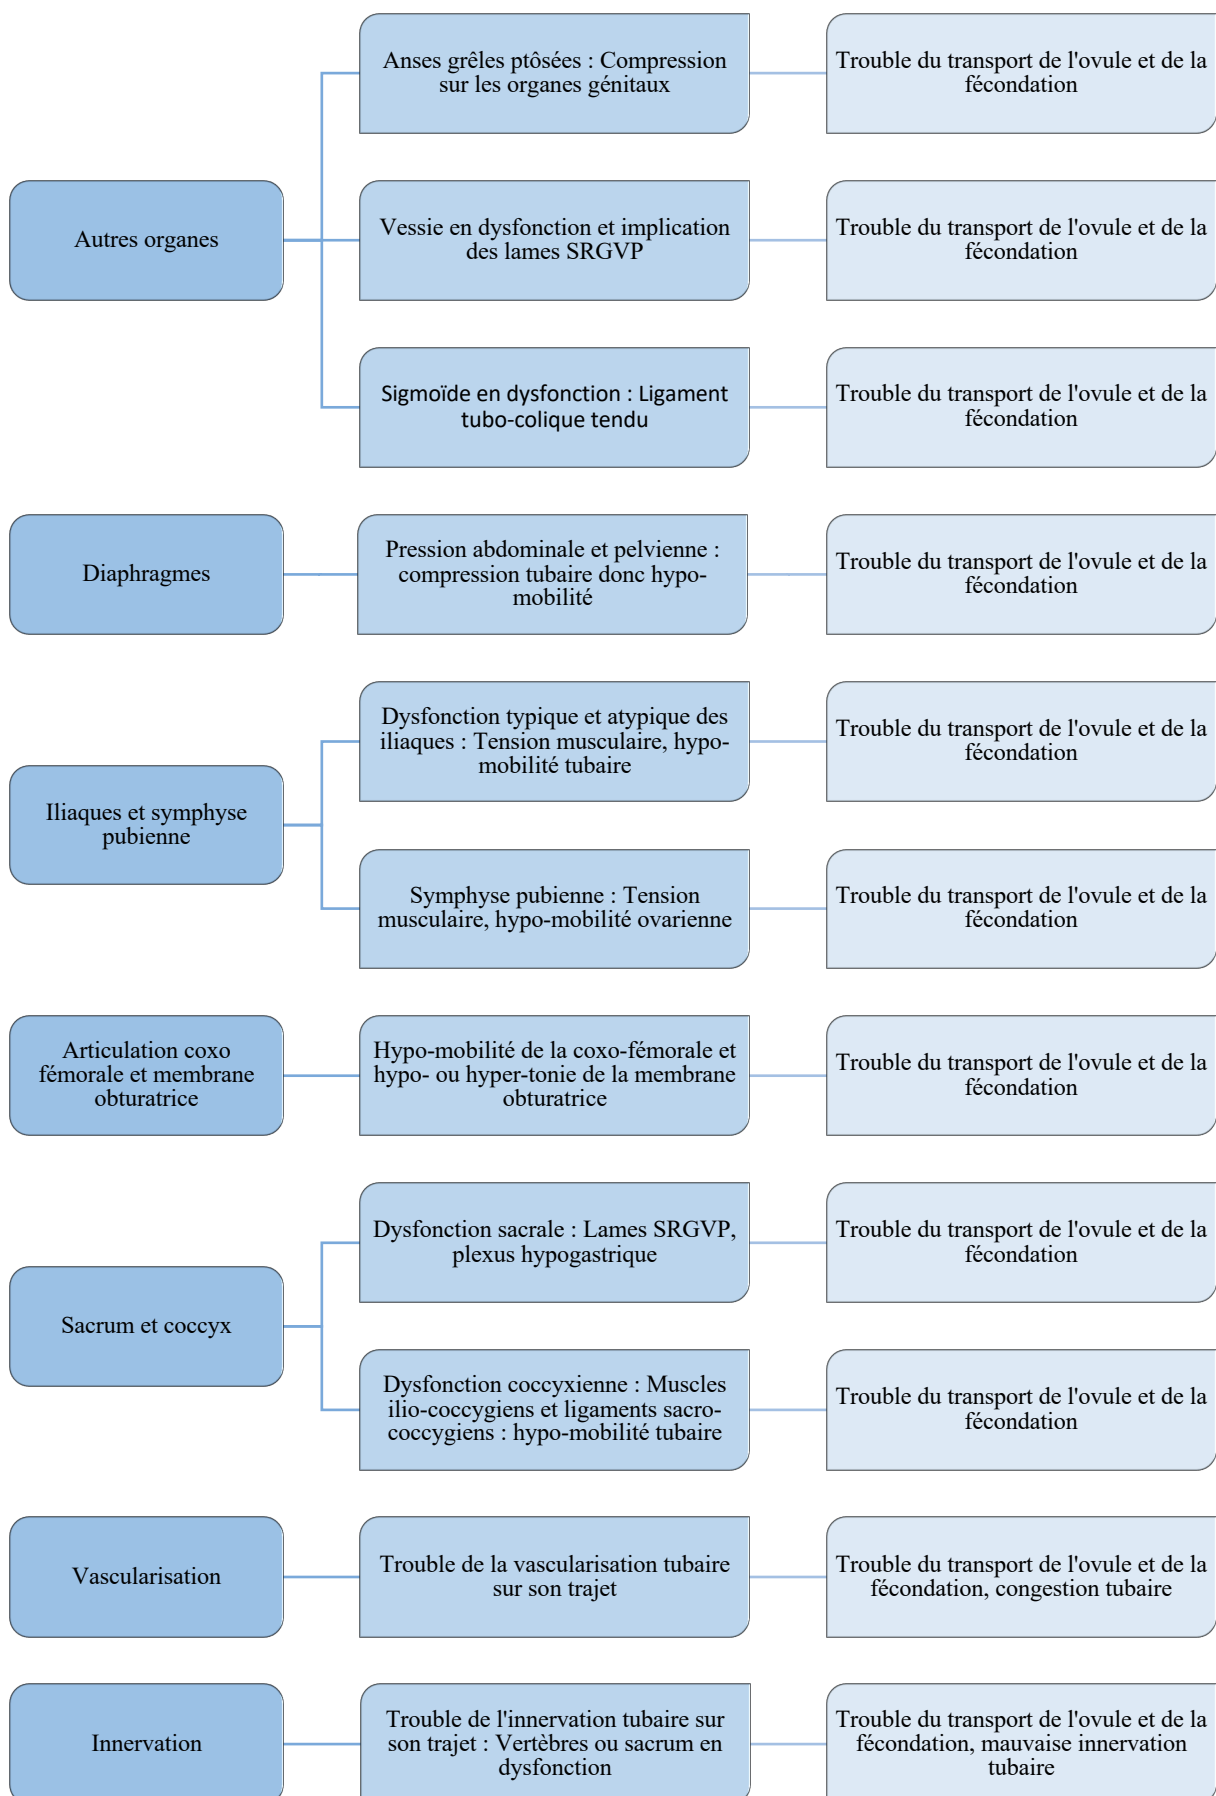 Anses grêles ptôsées : Compression
sur les organes génitaux
Trouble du transport de l'ovule et de la
fécondation
Autres organes
Vessie en dysfonction et implication
des lames SRGVP
Trouble du transport de l'ovule et de la
fécondation
Sigmoïde en dysfonction : Ligament
tubo-colique tendu
Trouble du transport de l'ovule et de la
fécondation
Diaphragmes
Pression abdominale et pelvienne :
compression tubaire donc hypo-
mobilité
Trouble du transport de l'ovule et de la
fécondation
Iliaques et symphyse
pubienne
Dysfonction typique et atypique des
iliaques : Tension musculaire, hypo-
mobilité tubaire
Trouble du transport de l'ovule et de la
fécondation
Symphyse pubienne : Tension
musculaire, hypo-mobilité ovarienne
Trouble du transport de l'ovule et de la
fécondation
Articulation coxo
fémorale et membrane
obturatrice
Hypo-mobilité de la coxo-fémorale et
hypo- ou hyper-tonie de la membrane
obturatrice
Trouble du transport de l'ovule et de la
fécondation
Sacrum et coccyx
Dysfonction sacrale : Lames SRGVP,
plexus hypogastrique
Trouble du transport de l'ovule et de la
fécondation
Dysfonction coccyxienne : Muscles
ilio-coccygiens et ligaments sacro-
coccygiens : hypo-mobilité tubaire
Trouble du transport de l'ovule et de la
fécondation
Vascularisation
Trouble de la vascularisation tubaire
sur son trajet
Trouble du transport de l'ovule et de la
fécondation, congestion tubaire
Innervation
Trouble de l'innervation tubaire sur
son trajet : Vertèbres ou sacrum en
dysfonction
Trouble du transport de l'ovule et de la
fécondation, mauvaise innervation
tubaire